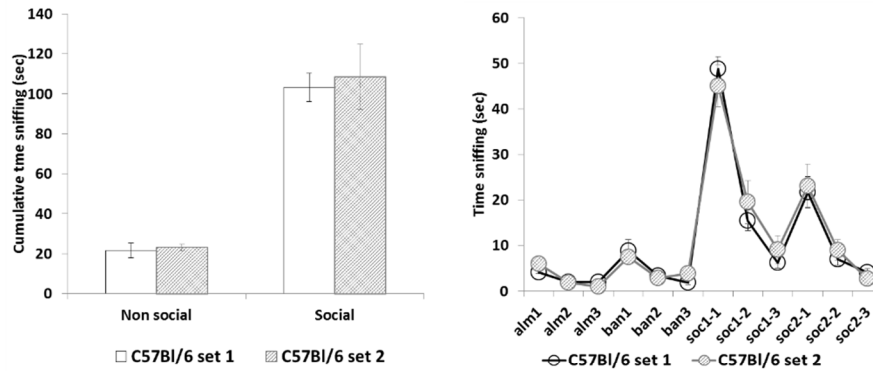 140
120
100
80
60
40
20
0
Cumulative tme sniffing (sec)
Non social
Social
C57Bl/6 set 1
C57Bl/6 set 2
60
50
40
30
20
10
0
Time sniffing (sec)
alm1
alm2
alm3
ban1
ban2
ban3
soc1-1
soc1-2
soc1-3
soc2-1
soc2-2
soc2-3
C57Bl/6 set 1
C57Bl/6 set 2